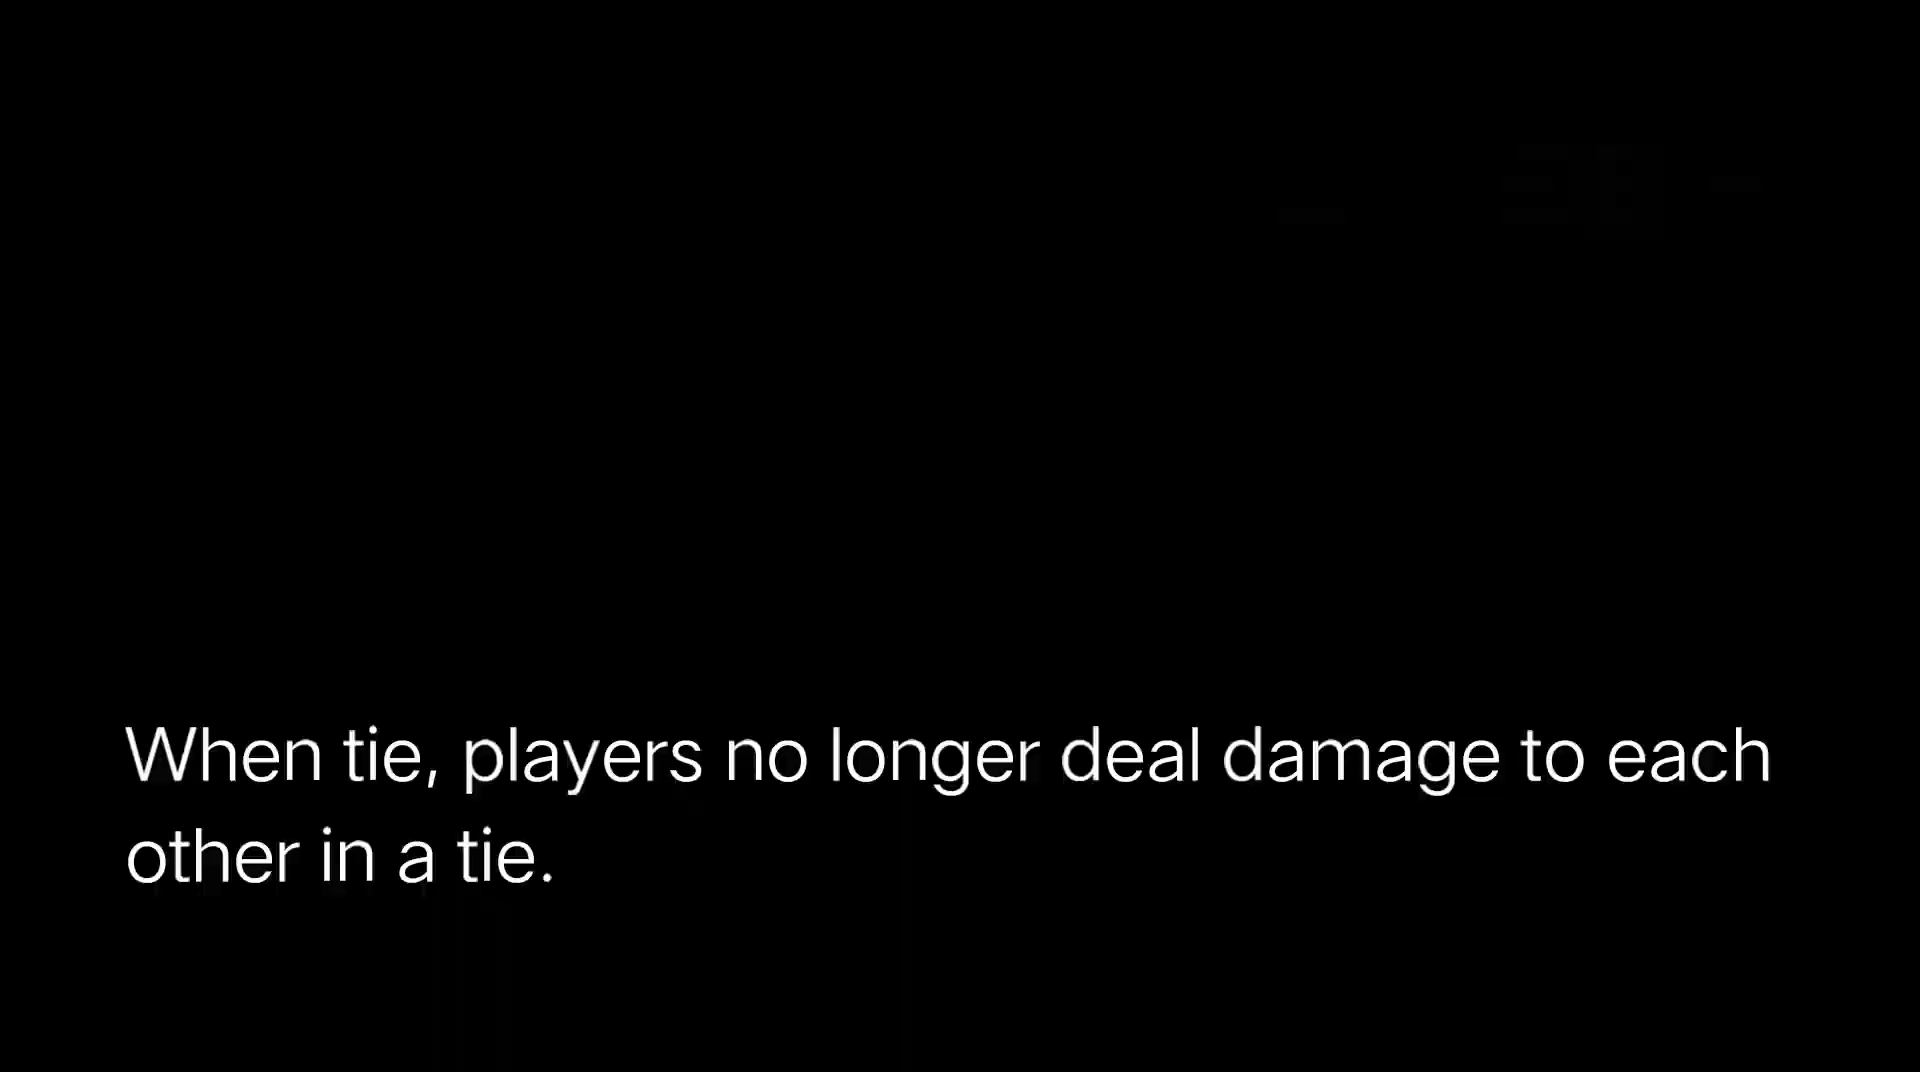 When tie, players no longer deal damage to each
other in a tie.